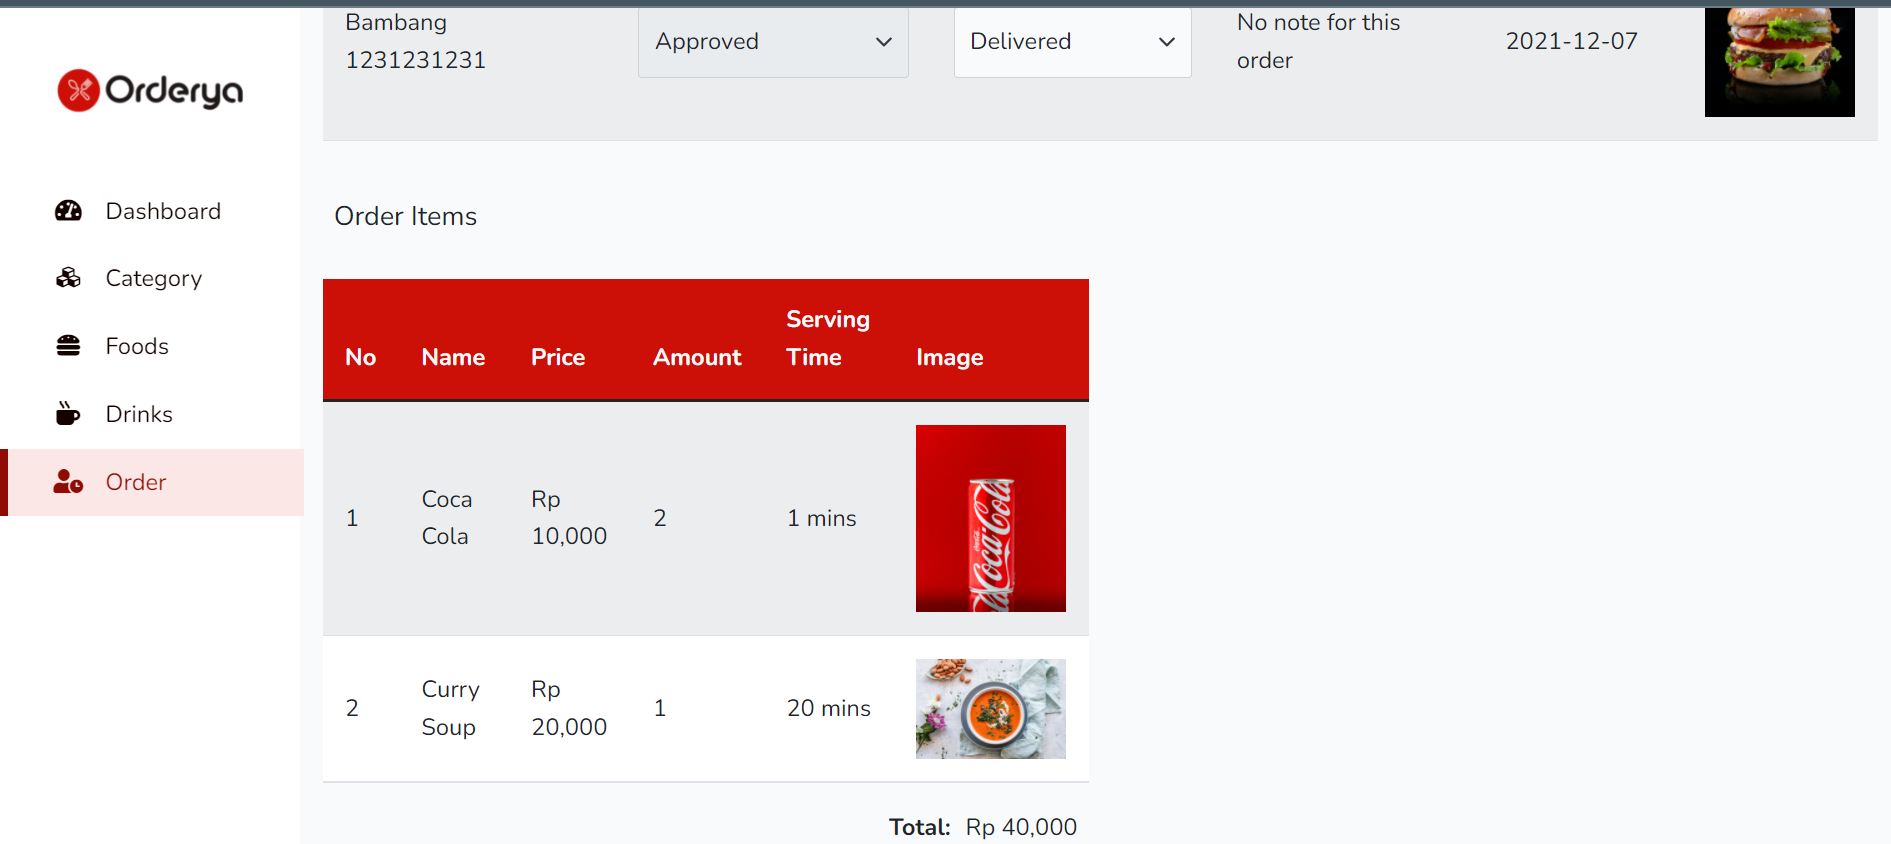 Orderya
Dashboard
Category
Foods
Drinks
Order
Bambang
1231231231
Approved
Delivered
No note for this
order
2021-12-07
Order Items
No
Name
Price
Amount
Serving
Time
Image
1
Coca
Cola
Rp
10,000
2
1 mins
Coca-Cola
2
Curry
Soup
Rp
20,000
1
20 mins
Total: Rp 40,000